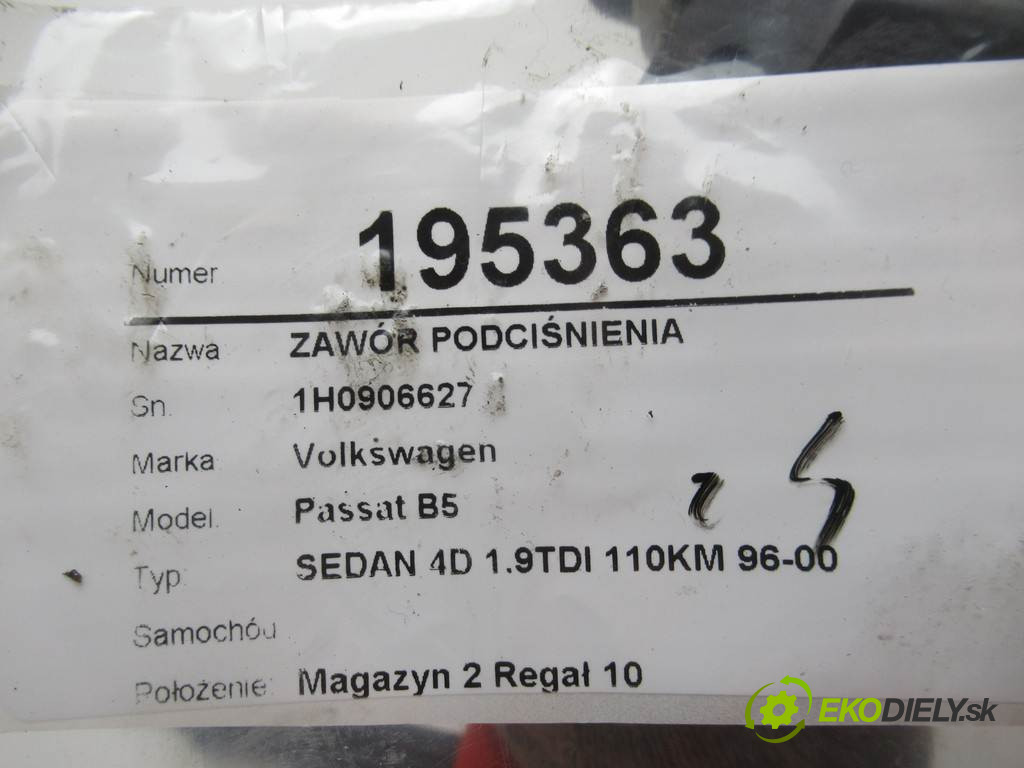 Numer 195363
Nazwa ZAWÓR PODCIŚNIENIA
Sn. 1H0906627
Marka Volkswagen
Model. Passat B5
Typ SEDAN 4D 1.9TDI 110KM 96-00
Samochód
Położenie: Magazyn 2 Regał 10
EKODIELY.sk